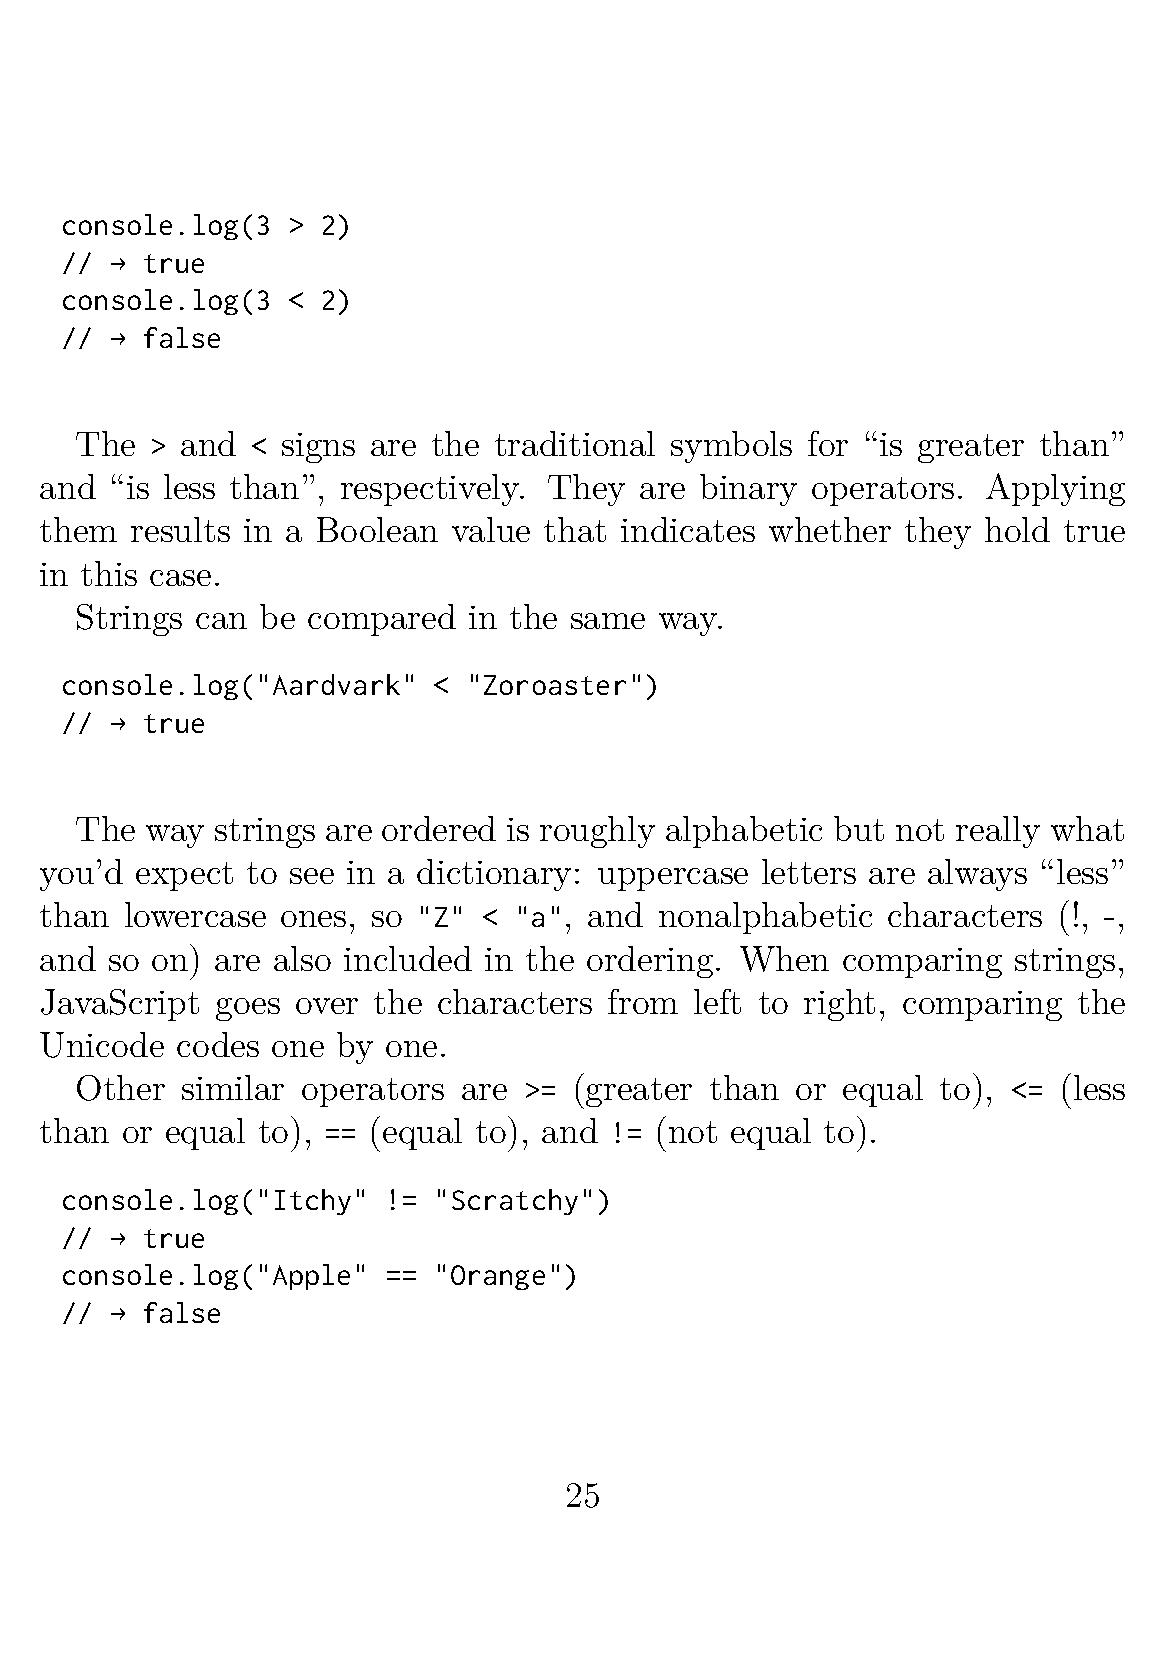 console.log(3 > 2)
// → true
console.log(3 < 2)
// → false
The > and < signs are the traditional symbols for “is greater than”
and “is less than”, respectively. They are binary operators. Applying
them results in a Boolean value that indicates whether they hold true
in this case.
Strings can be compared in the same way.
console.log("Aardvark" < "Zoroaster")
// → true
The way strings are ordered is roughly alphabetic but not really what
you’d expect to see in a dictionary: uppercase letters are always “less”
than lowercase ones, so "Z" < "a", and nonalphabetic characters (!, -,
and so on) are also included in the ordering. When comparing strings,
JavaScript goes over the characters from left to right, comparing the
Unicode codes one by one.
Other similar operators are >= (greater than or equal to), <= (less
than or equal to), == (equal to), and != (not equal to).
console.log("Itchy" != "Scratchy")
// → true
console.log("Apple" == "Orange")
// → false
25